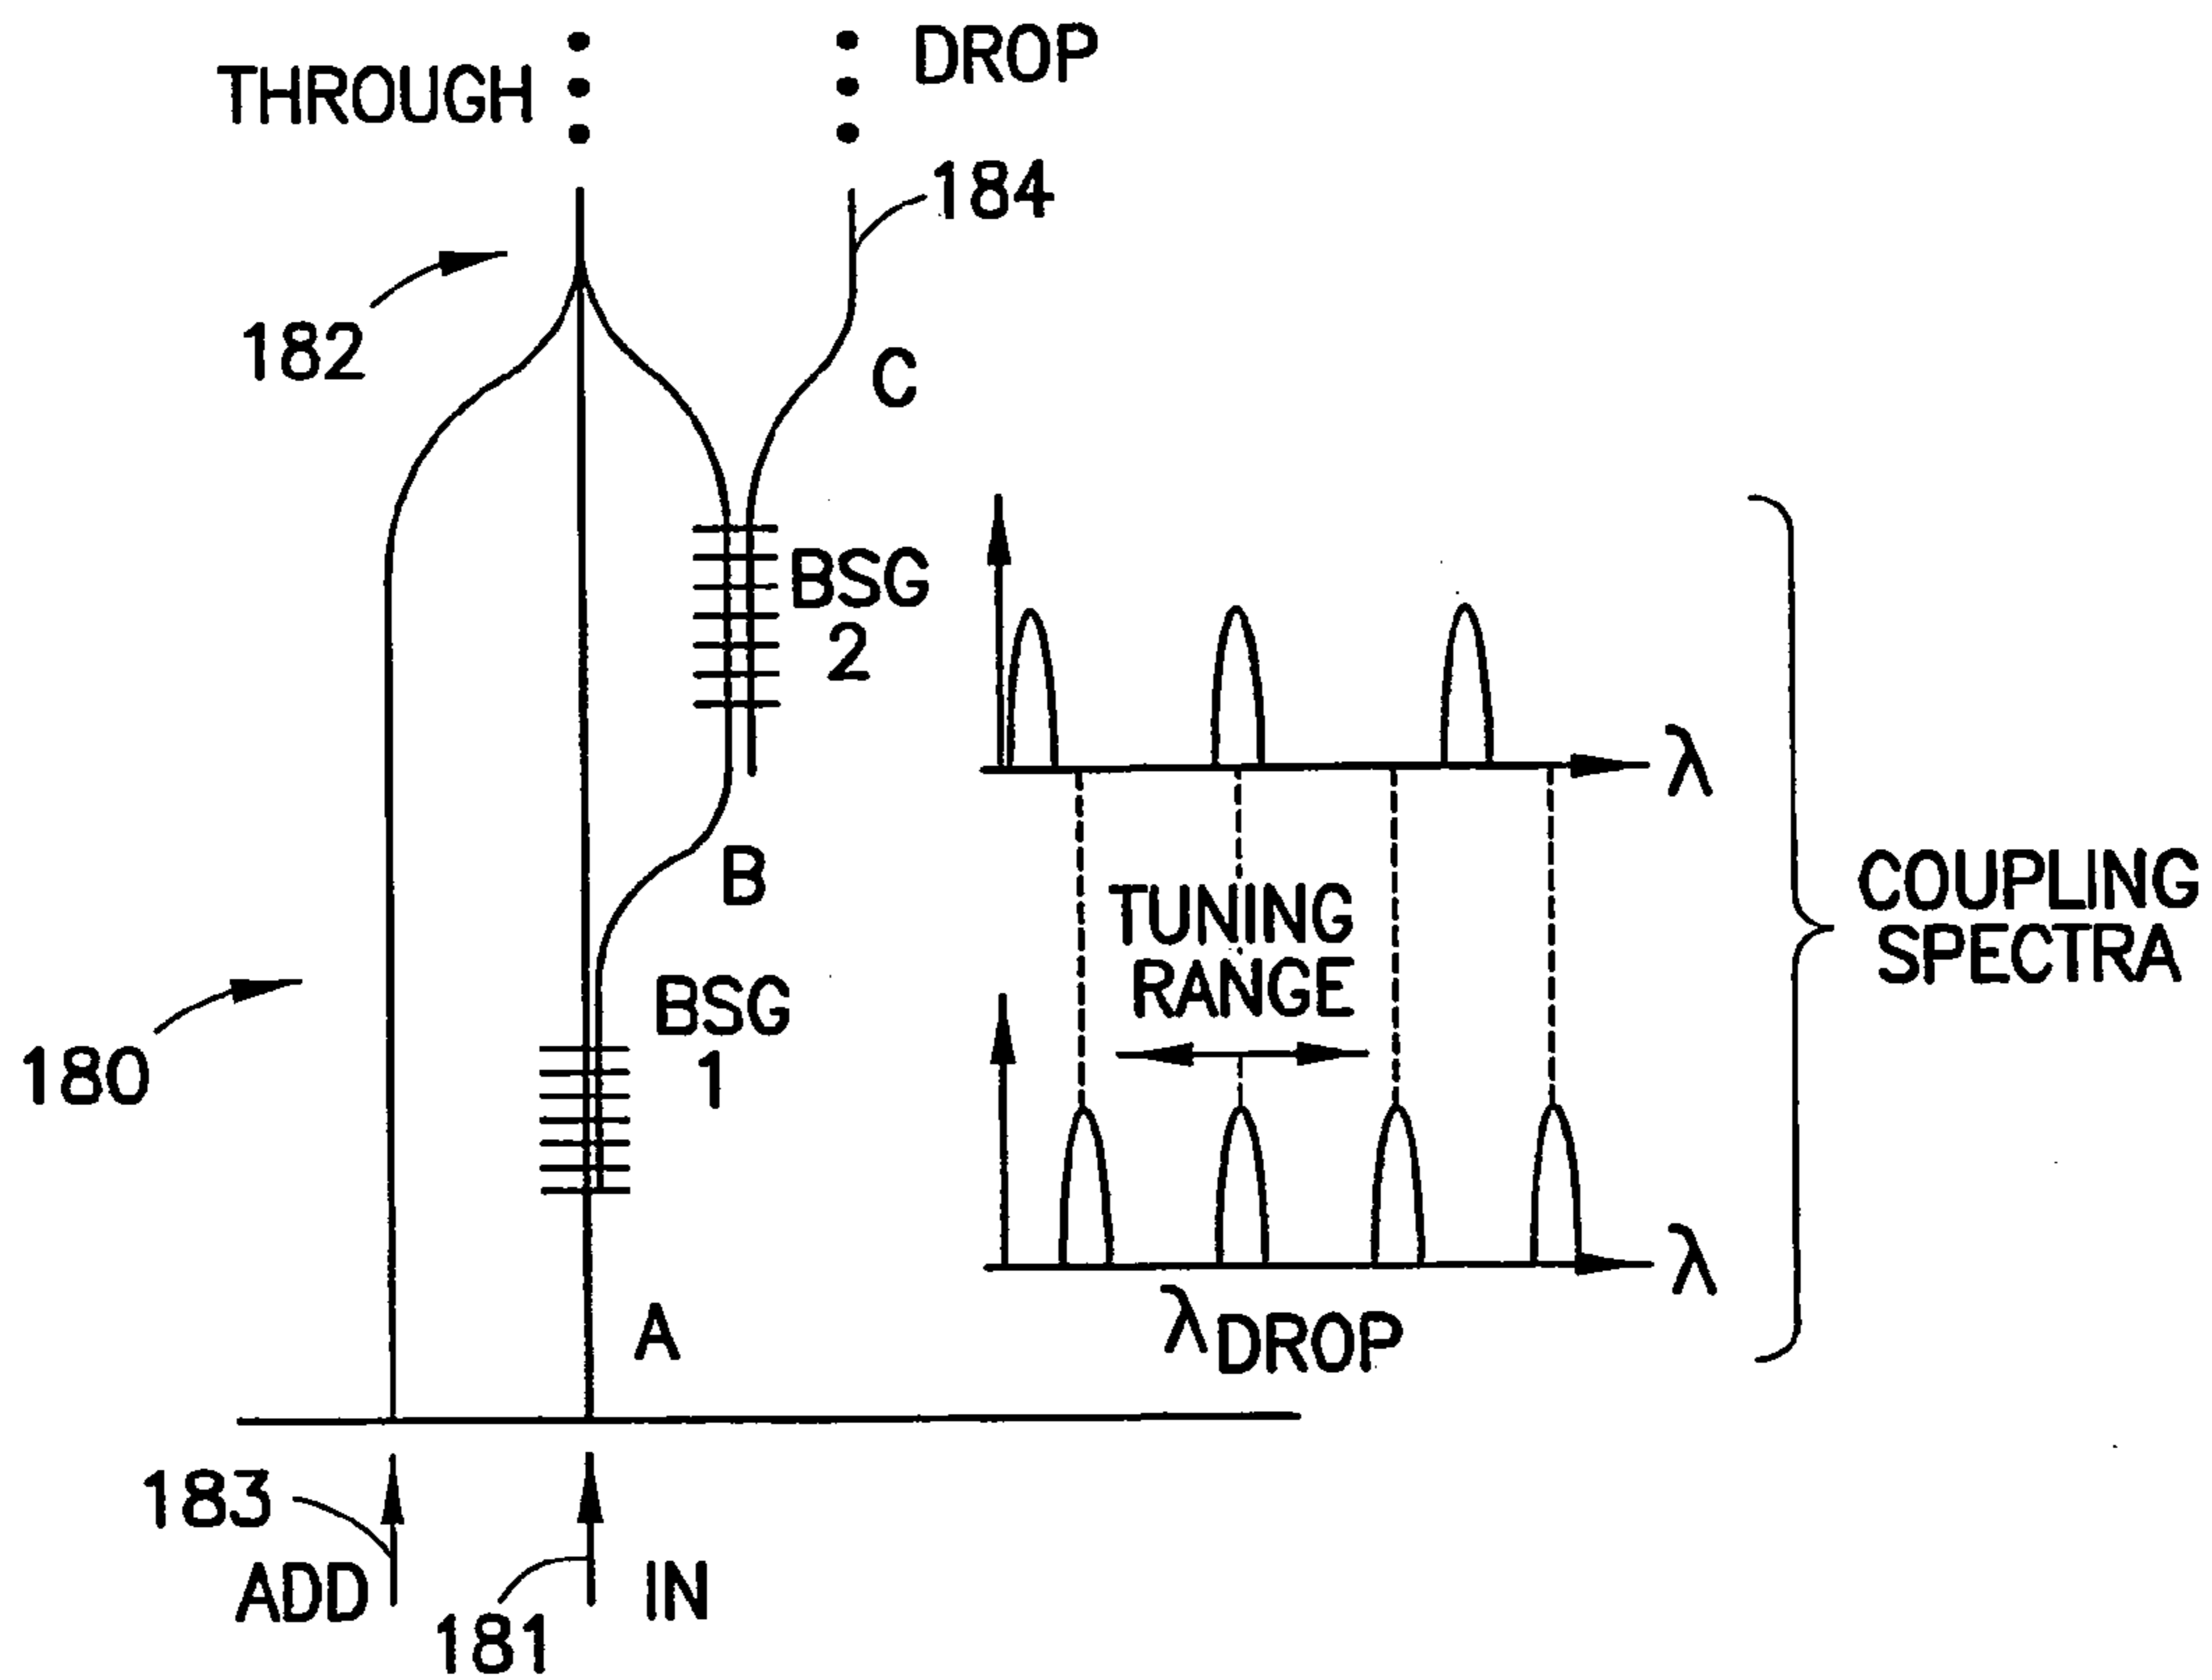 THROUGH
DROP
184
182
C
BSG
2
λ
B
TUNING
RANGE
COUPLING
SPECTRA
BSG
1
180
λ
A
λDROP
183
ADD
181
IN